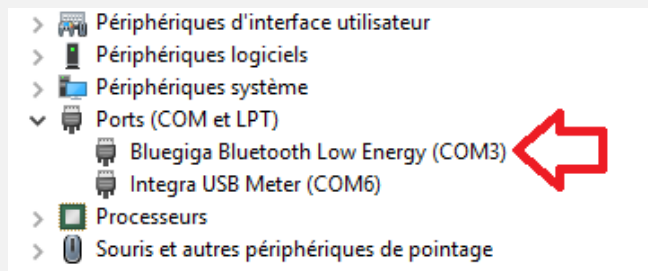 Périphériques d'interface utilisateur
Périphériques logiciels
Périphériques système
Ports (COM et LPT)
Bluegiga Bluetooth Low Energy (COM3)
Integra USB Meter (COM6)
Processeurs
Souris et autres périphériques de pointage